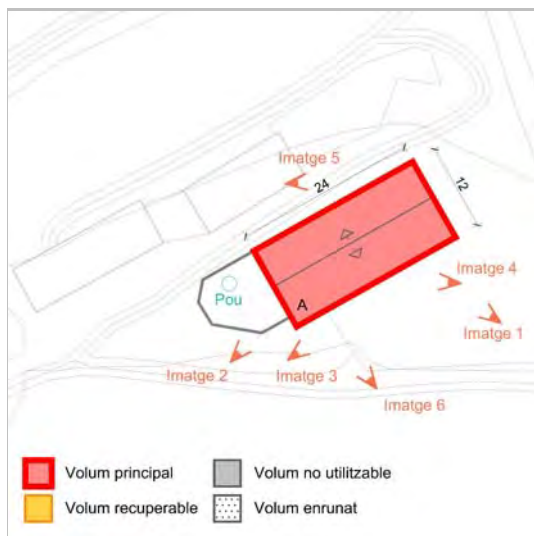 Imatge 5
24
12
Imatge 4
Pou
A
Imatge 1
Imatge 2
Imatge 3
Imatge 6
Volum principal
Volum no utilitzable
Volum recuperable
Volum enrunat